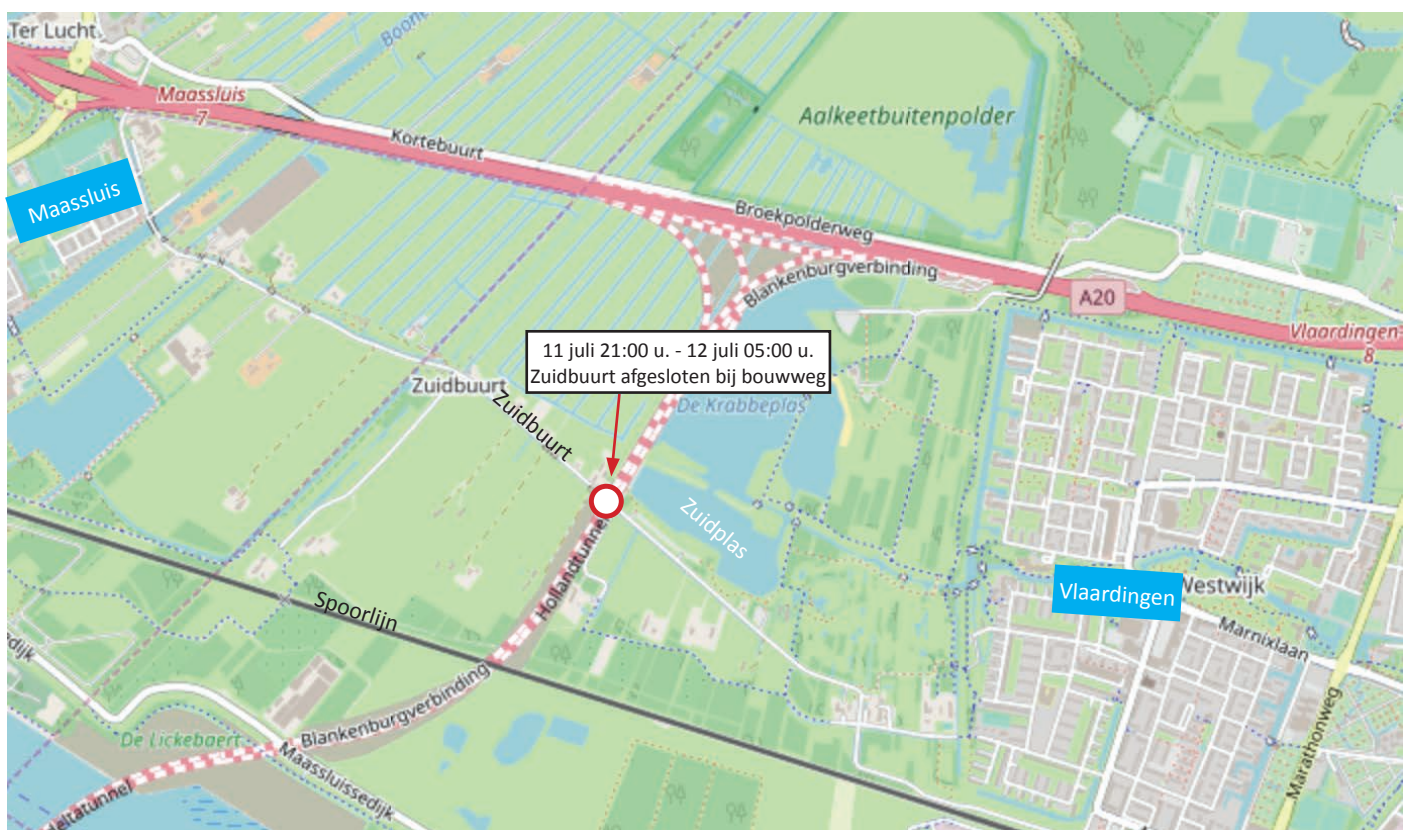 Ter Lucht
Maassluis
7
Kortebuurt
Aalkeetbuitenpolder
Maassluis
Broekpolderweg
Blankenburgverbinding
A20
Vlaardingen
8
11 juli 21:00 u. - 12 juli 05:00 u.
Zuidbuurt afgesloten bij bouwweg
Zuidbuurt
Zuidbuurt
De Krabbeplas
Zuidplas
Hollandtunnel
Spoorlijn
Vlaardingen
Westwijk
Marnixlaan
Marathonweg
Blankenburgverbinding
De Lickebaert
Maassluissedijk